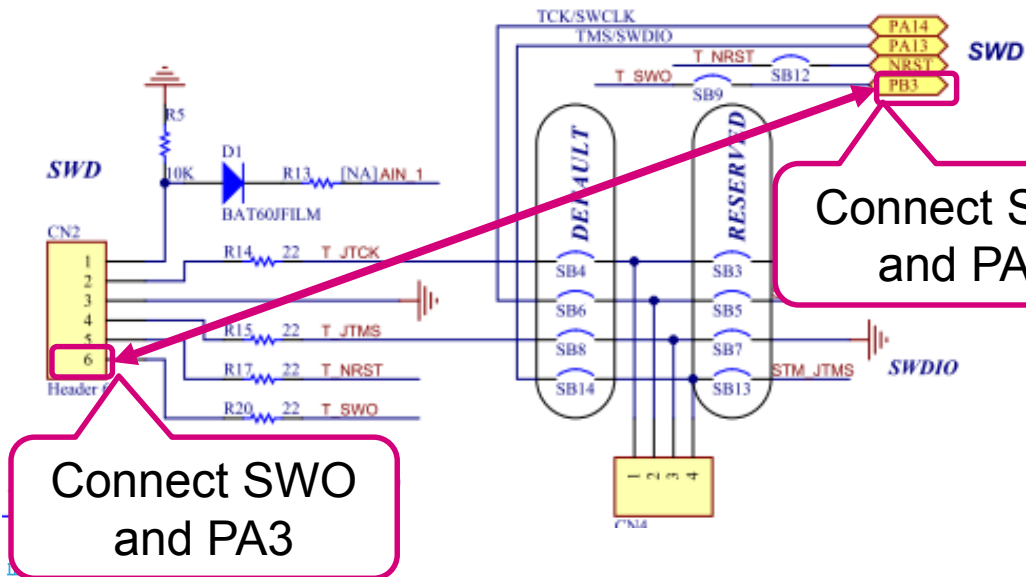 TCK/SWCLK
PA14
TMS/SWDIO
PA13
SWD
T_NRST
NRST
SB12
T_SWO
PB3
SB9
R5
10K
SWD
D1
R13
[NA]
AIN_1
BAT60JFILM
DEFAULT
RESERVED
Connect S
and PA
CN2
1
2
3
4
5
6
Header
R14
22
T_JTCK
R15
22
T_JTMS
R17
22
T_NRST
R20
22
T_SWO
SB4
SB3
SB6
SB5
SB8
SB7
SB14
SB13
STM_JTMS
SWDIO
1
2
3
4
CN4
Connect SWO
and PA3